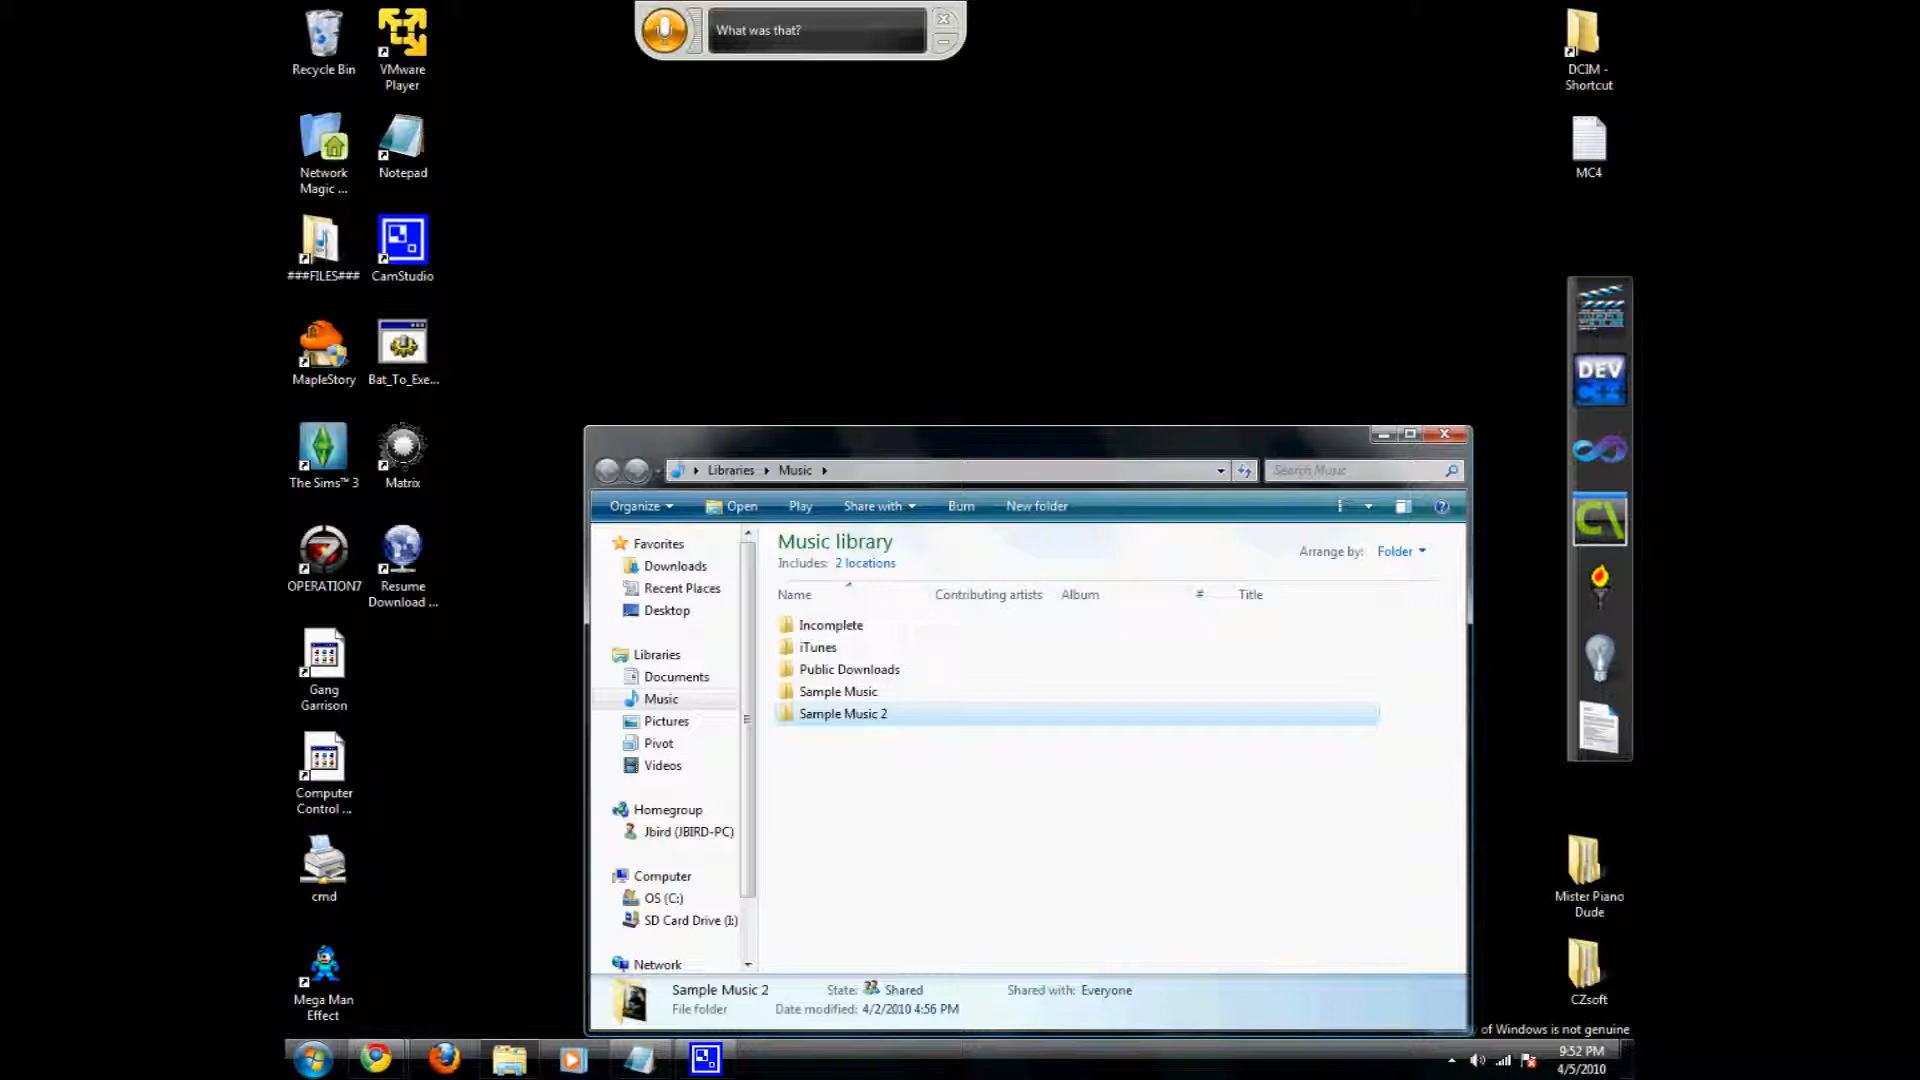 Recycle Bin
VMware
Player
What was that?
DCIM -
Shortcut
Network
Magic ...
Notepad
MC4
###FILES###
CamStudio
MapleStory
Bat_To_Exe...
DEV
C++
The Sims™ 3
Matrix
OPERATION7
Resume
Download ...
Gang
Garrison
Computer
Control ...
cmd
Mega Man
Effect
Mister Piano
Dude
CZsoft
Libraries
Music
Search Music
Organize
Open
Play
Share with
Burn
New folder
Favorites
Downloads
Recent Places
Desktop
Libraries
Documents
Music
Pictures
Pivot
Videos
Homegroup
Jbird (JBIRD-PC)
Computer
OS (C:)
SD Card Drive (I:)
Network
Music library
Includes: 2 locations
Arrange by: Folder
Name Contributing artists Album # Title
Incomplete
iTunes
Public Downloads
Sample Music
Sample Music 2
Sample Music 2 State: Shared Shared with: Everyone
File folder Date modified: 4/2/2010 4:56 PM
of Windows is not genuine
9:52 PM
4/5/2010